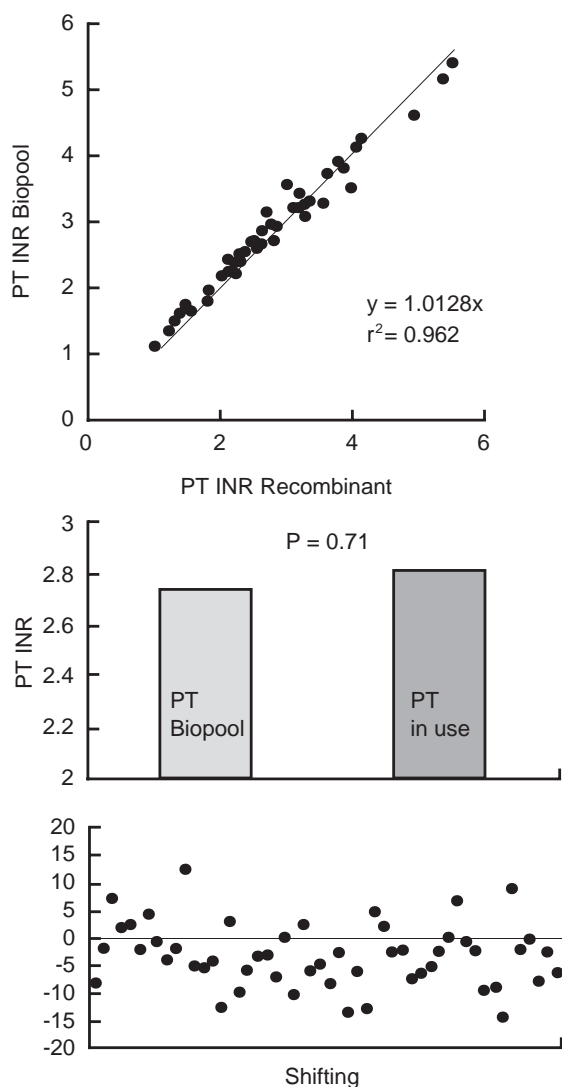 6
5
4
3
2
1
0
PT INR Biopool
y = 1.0128x
r² = 0.962
0 2 4 6
PT INR Recombinant
3
2.8
2.6
2.4
2.2
2
PT INR
P = 0.71
PT
Biopool
PT
in use
20
15
10
5
0
-5
-10
-15
-20
Shifting